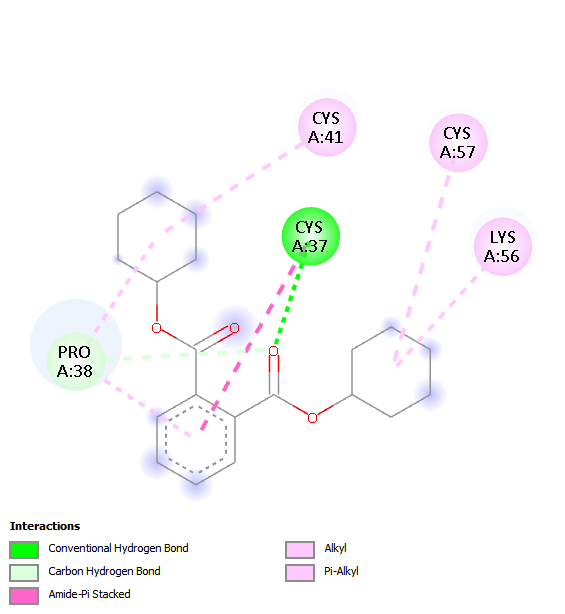 CYS
A:41
CYS
A:57
CYS
A:37
LYS
A:56
O
O
O
PRO
A:38
O
Interactions
Conventional Hydrogen Bond
Alkyl
Carbon Hydrogen Bond
Pi-Alkyl
Amide-Pi Stacked